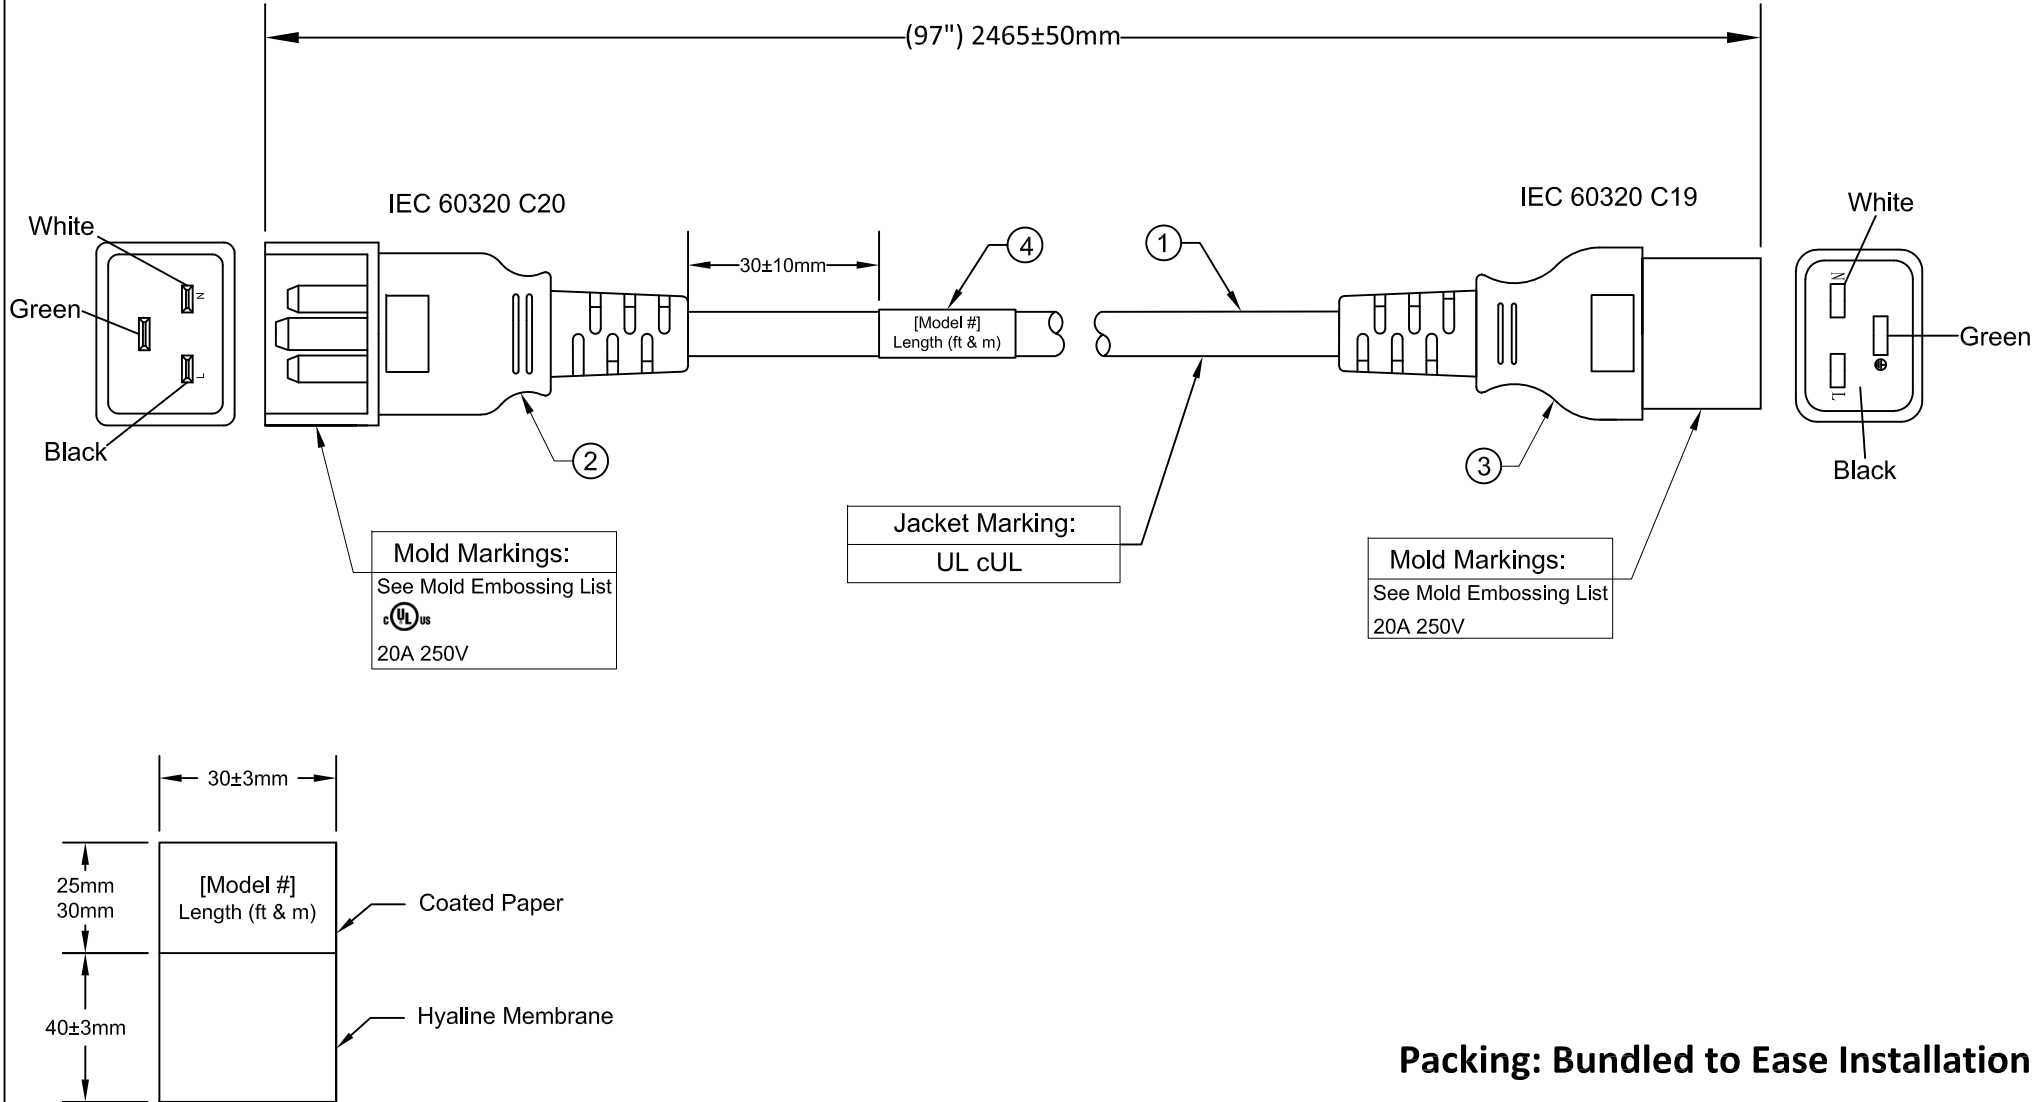 (97") 2465±50mm
IEC 60320 C20
IEC 60320 C19
White
Green
Black
N
L
30±10mm
4
1
[Model #]
Length (ft & m)
2
3
White
Green
Black
N
L
Mold Markings:
See Mold Embossing List
c UL us
20A 250V
Jacket Marking:
UL cUL
Mold Markings:
See Mold Embossing List
20A 250V
30±3mm
25mm
30mm
[Model #]
Length (ft & m)
Coated Paper
40±3mm
Hyaline Membrane
Packing: Bundled to Ease Installation